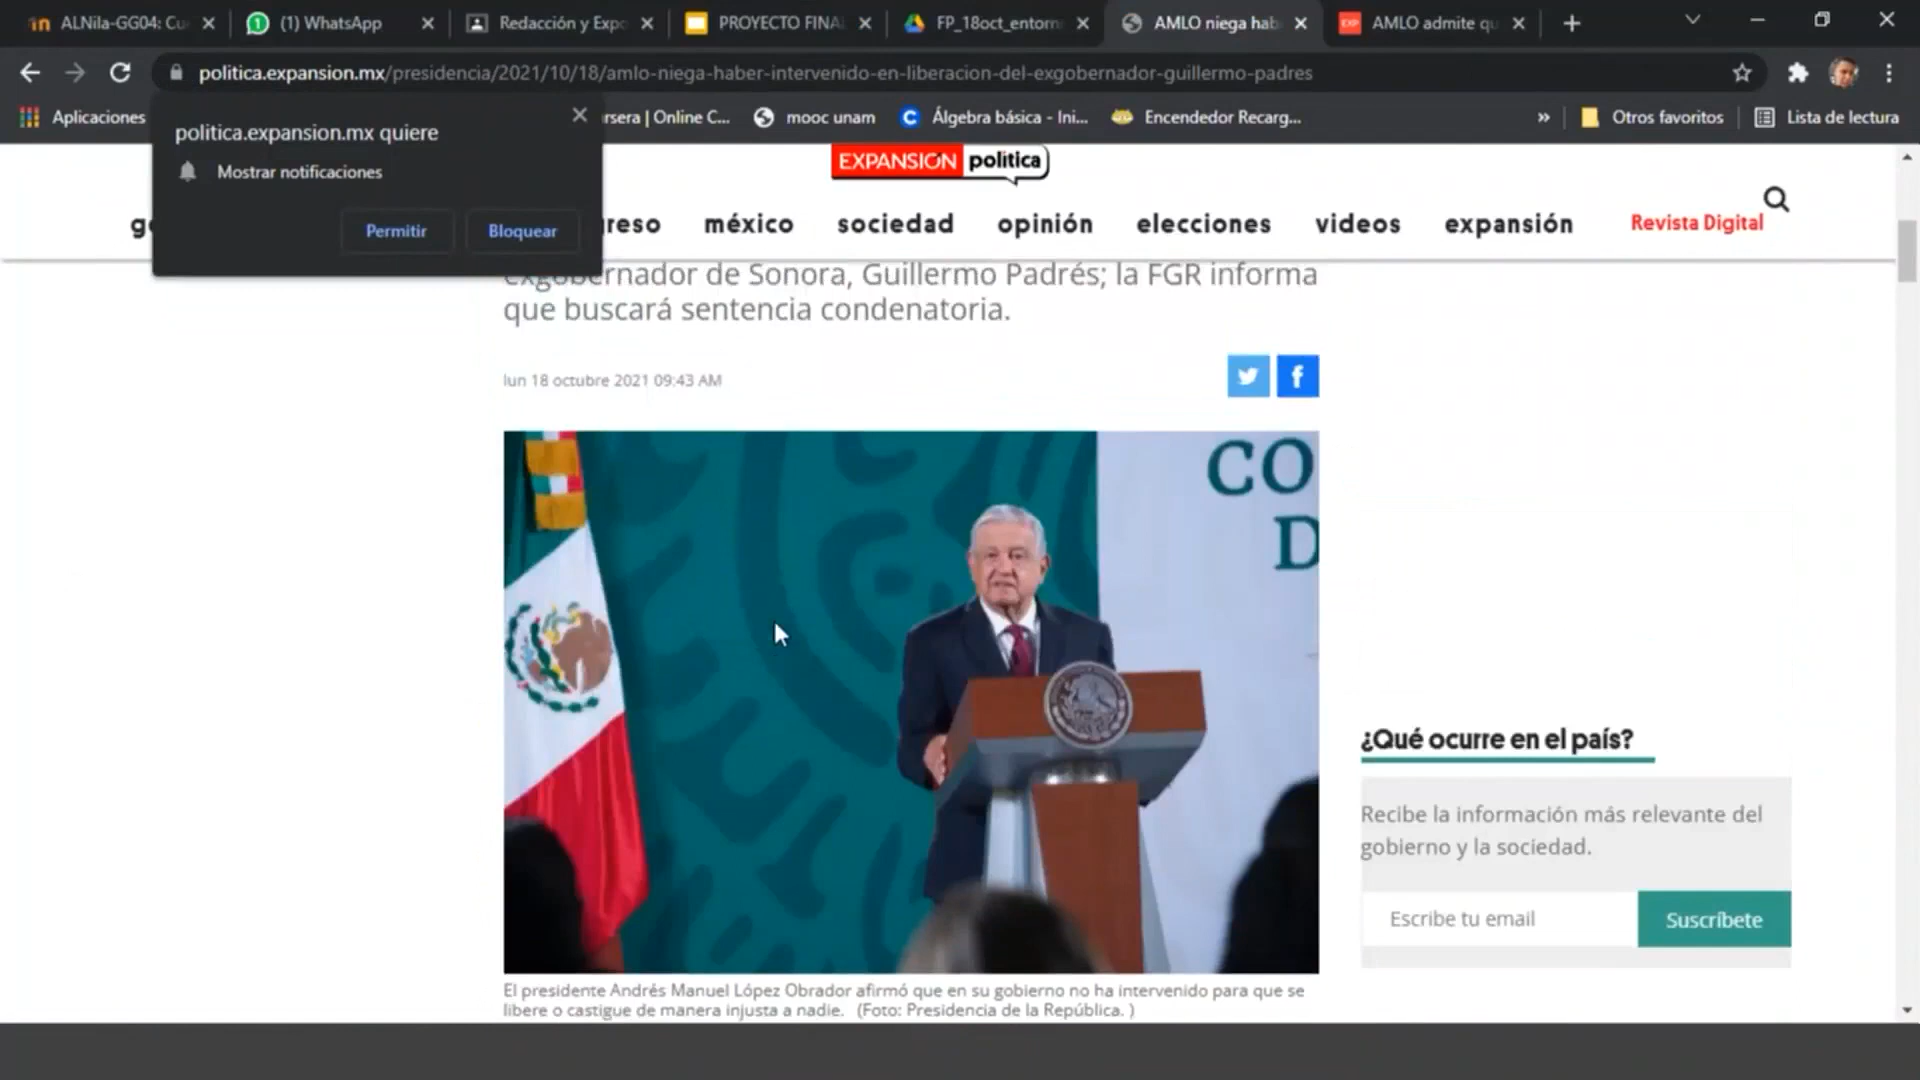 ALNila-GG04: Cu
(1) WhatsApp
Redacción y Expo
PROYECTO FINA
FP_18oct_entorn
AMLO niega hab
EXP
AMLO admite qu
politica.expansion.mx/presidencia/2021/10/18/amlo-niega-haber-intervenido-en-liberacion-del-exgobernador-guillermo-padres
Aplicaciones
rsera | Online C...
mooc unam
Álgebra básica - Ini...
Encendedor Recarg...
»
Otros favoritos
Lista de lectura
politica.expansion.mx quiere
Mostrar notificaciones
Permitir
Bloquear
EXPANSIÓN política
g
reso
méxico
sociedad
opinión
elecciones
videos
expansión
Revista Digital
exgobernador de Sonora, Guillermo Padrés; la FGR informa
que buscará sentencia condenatoria.
lun 18 octubre 2021 09:43 AM
CO
D
¿Qué ocurre en el país?
Recibe la información más relevante del
gobierno y la sociedad.
Escribe tu email
Suscríbete
El presidente Andrés Manuel López Obrador afirmó que en su gobierno no ha intervenido para que se
libere o castigue de manera injusta a nadie. (Foto: Presidencia de la República. )